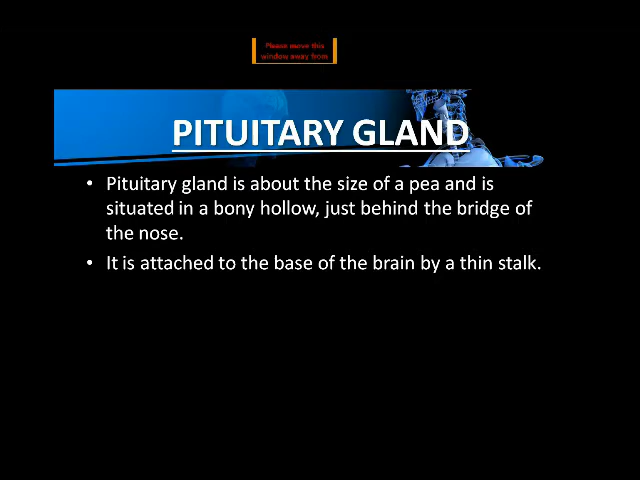 Please move this
window away from
PITUITARY GLAND
• Pituitary gland is about the size of a pea and is
situated in a bony hollow, just behind the bridge of
the nose.
• It is attached to the base of the brain by a thin stalk.